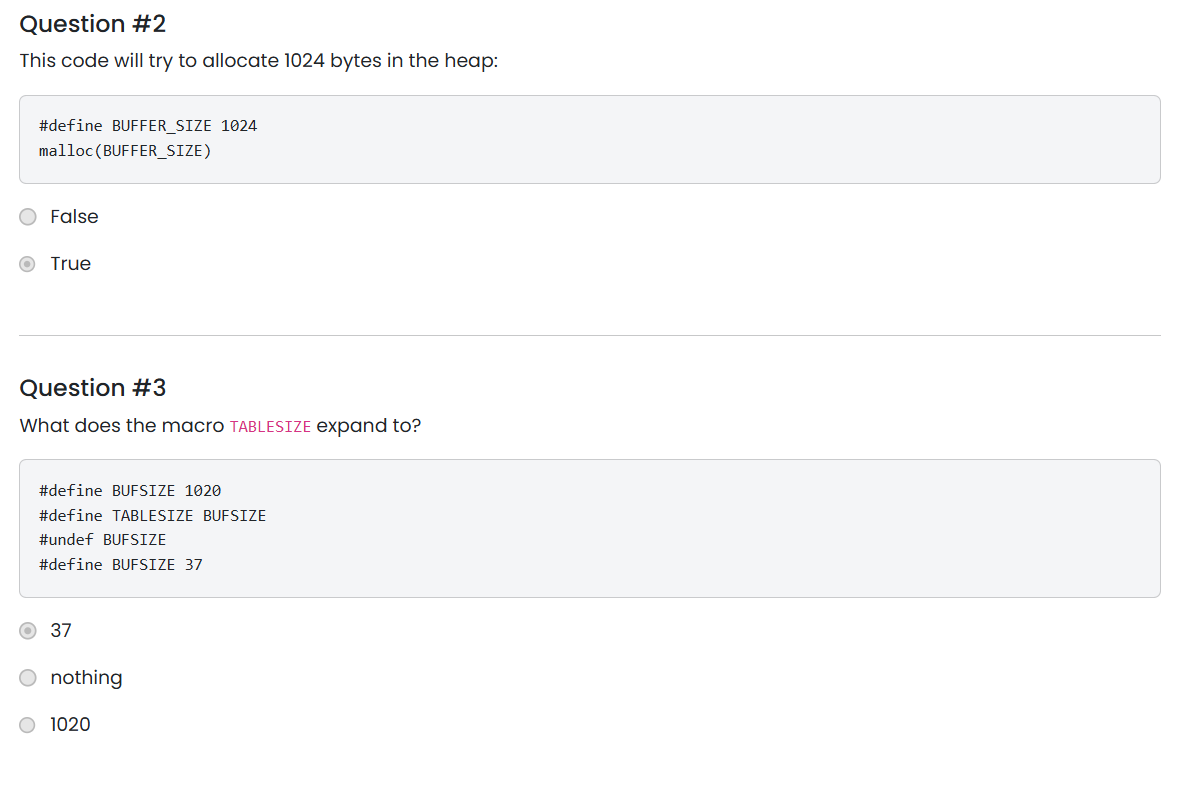 Question #2
This code will try to allocate 1024 bytes in the heap:
#define BUFFER_SIZE 1024
malloc(BUFFER_SIZE)
False
True
Question #3
What does the macro TABLESIZE expand to?
#define BUFSIZE 1020
#define TABLESIZE BUFSIZE
#undef BUFSIZE
#define BUFSIZE 37
37
nothing
1020